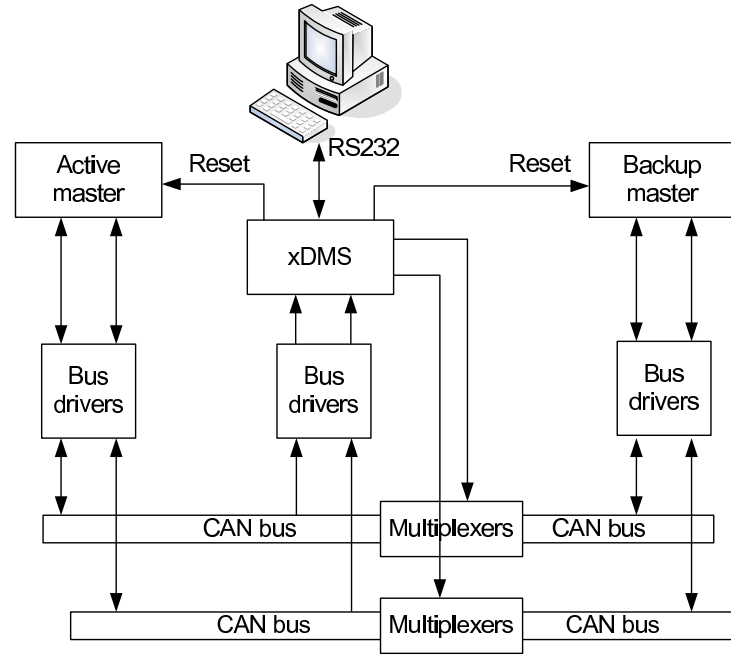 RS232
Active
master
Reset
Reset
Backup
master
xDMS
Bus
drivers
Bus
drivers
Bus
drivers
CAN bus
Multiplexers
CAN bus
CAN bus
Multiplexers
CAN bus